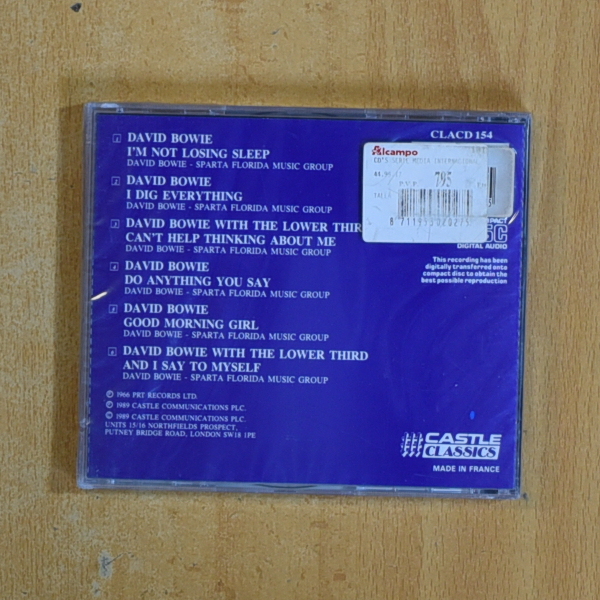 CLACD 154
1 DAVID BOWIE
I'M NOT LOSING SLEEP
DAVID BOWIE - SPARTA FLORIDA MUSIC GROUP
2 DAVID BOWIE
I DIG EVERYTHING
DAVID BOWIE - SPARTA FLORIDA MUSIC GROUP
3 DAVID BOWIE WITH THE LOWER THIR
CAN'T HELP THINKING ABOUT ME
DAVID BOWIE - SPARTA FLORIDA MUSIC GROUP
4 DAVID BOWIE
DO ANYTHING YOU SAY
DAVID BOWIE - SPARTA FLORIDA MUSIC GROUP
5 DAVID BOWIE
GOOD MORNING GIRL
DAVID BOWIE - SPARTA FLORIDA MUSIC GROUP
6 DAVID BOWIE WITH THE LOWER THIRD
AND I SAY TO MYSELF
DAVID BOWIE - SPARTA FLORIDA MUSIC GROUP
℗ 1966 PRT RECORDS LTD.
℗ 1989 CASTLE COMMUNICATIONS PLC.
© 1989 CASTLE COMMUNICATIONS PLC.
UNITS 15/16 NORTHFIELDS PROSPECT,
PUTNEY BRIDGE ROAD, LONDON SW18 1PE
Alcampo
CD'S SERIE MEDIA INTERNACIONAL
795
DIGITAL AUDIO
This recording has been
digitally transferred onto
compact disc to obtain the
best possible reproduction
CASTLE
CLASSICS
MADE IN FRANCE